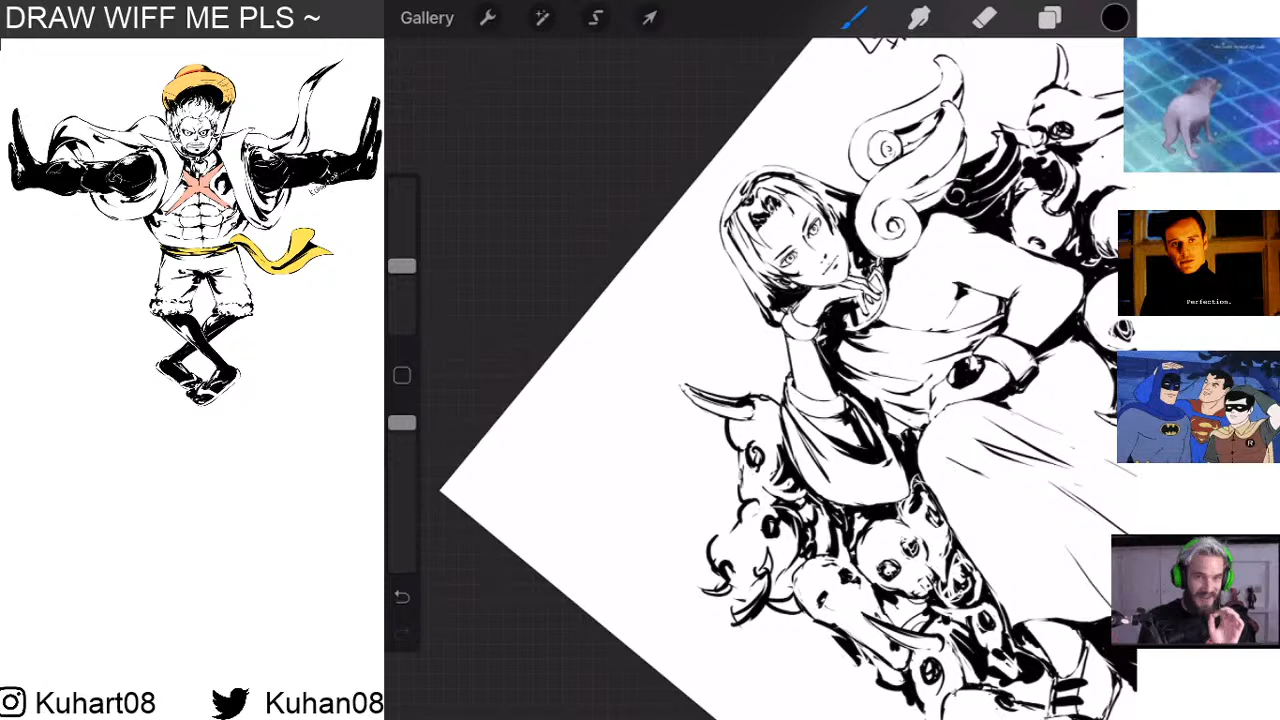 DRAW WIFF ME PLS ~
Gallery
Perfection.
R
Kuhart08
Kuhan08